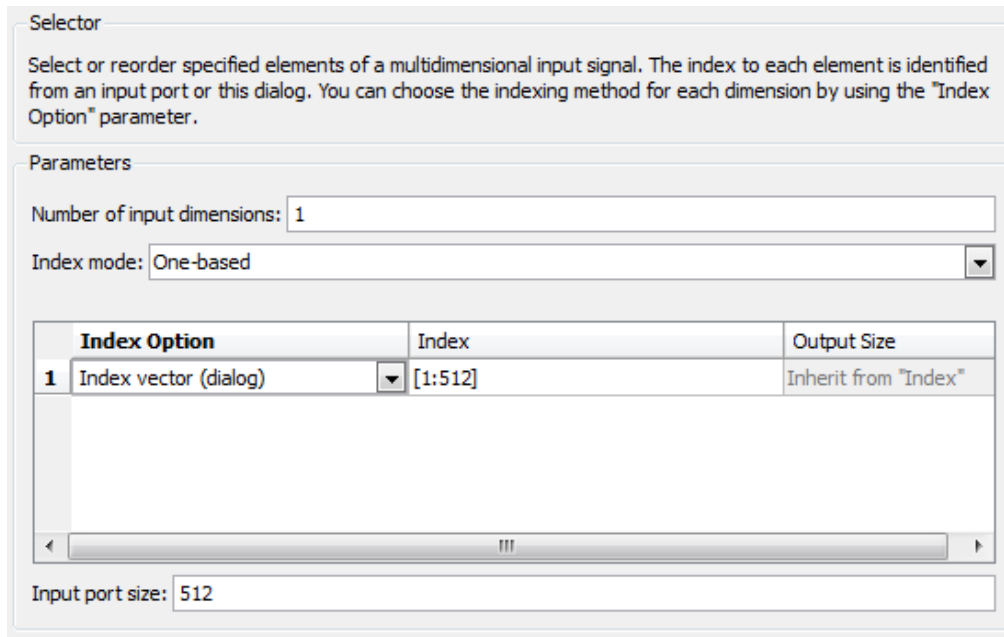 Selector
Select or reorder specified elements of a multidimensional input signal. The index to each element is identified
from an input port or this dialog. You can choose the indexing method for each dimension by using the "Index
Option" parameter.
Parameters
Number of input dimensions: 1
Index mode: One-based
Index Option Index Output Size
1 Index vector (dialog) [1:512] Inherit from "Index"
Input port size: 512